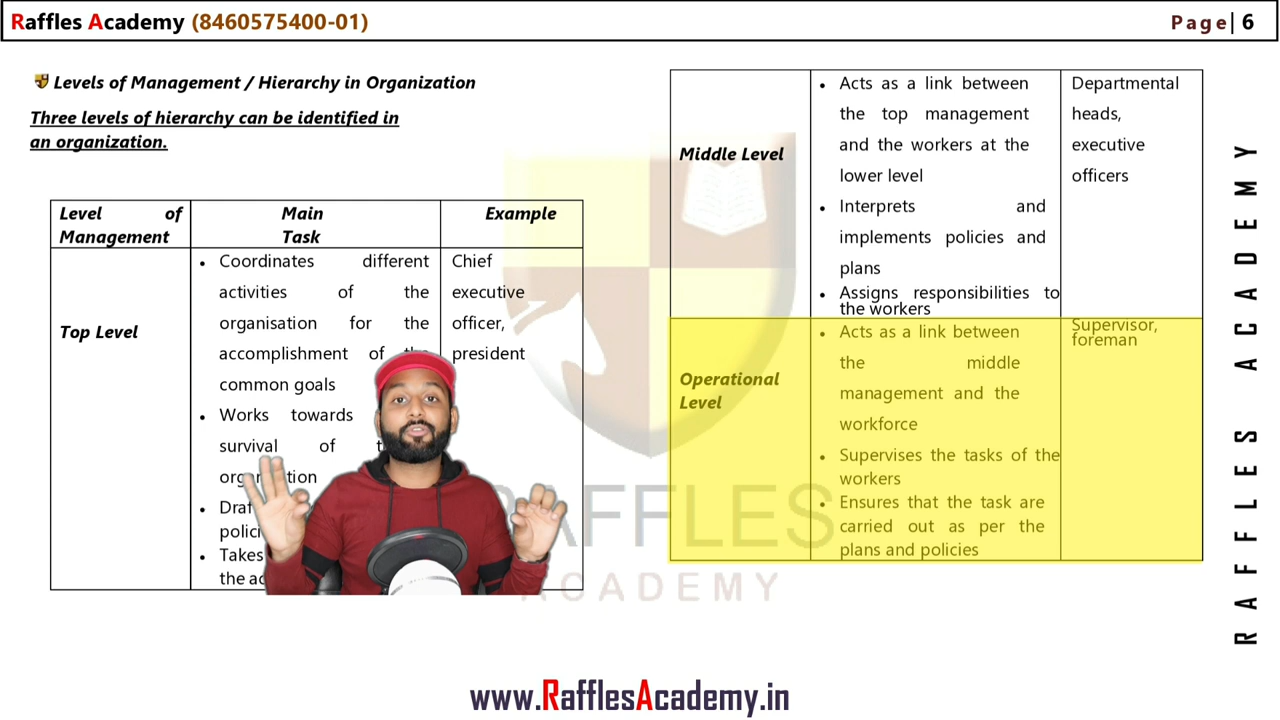 Raffles Academy (8460575400-01)
Page| 6
Levels of Management / Hierarchy in Organization
Three levels of hierarchy can be identified in
an organization.
Level of
Management
Main
Task
Example
Top Level
Coordinates different
activities of the
organisation for the
accomplishment of the
common goals
Works towards
survival of
policies
Takes
Chief
executive
officer,
president
Middle Level
• Acts as a link between
the top management
and the workers at the
lower level
• Interprets and
implements policies and
plans
• Assigns responsibilities to
the workers
Departmental
heads,
executive
officers
Operational
Level
• Acts as a link between
the middle
management and the
workforce
• Supervises the tasks of the
workers
• Ensures that the task are
carried out as per the
plans and policies
Supervisor,
foreman
RAFFLES
ACADEMY
RAFFLES ACADEMY
www.RafflesAcademy.in